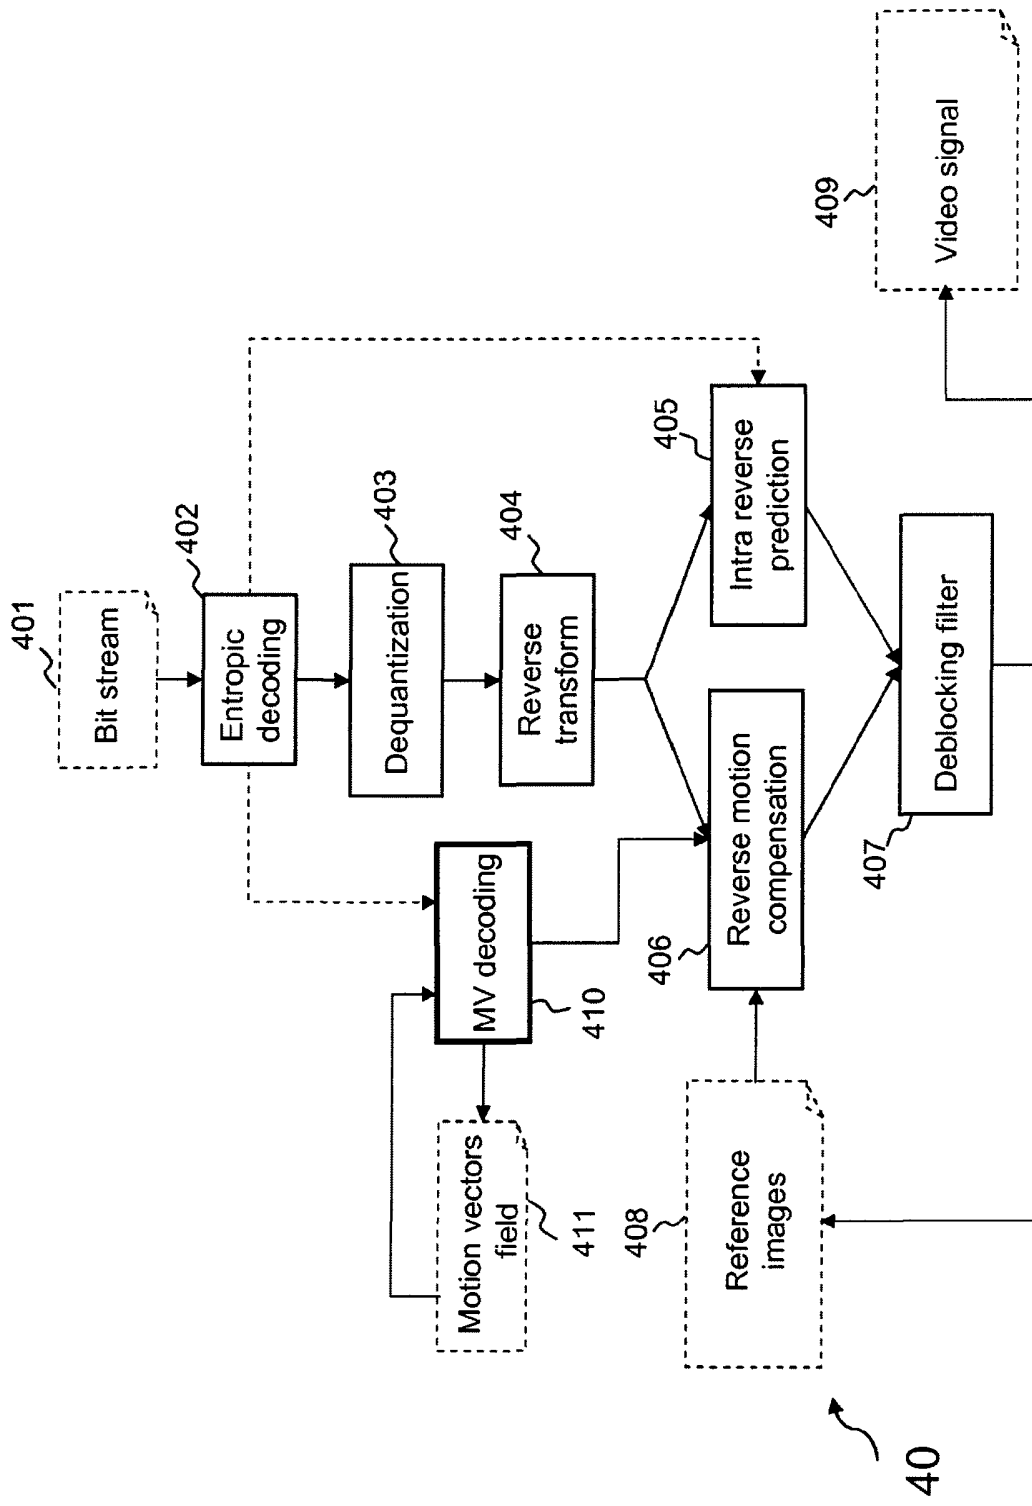 401
Bit stream
402
Entropic
decoding
403
Dequantization
404
Reverse
transform
MV decoding
410
Motion vectors
field
411
405
Intra reverse
prediction
406
Reverse motion
compensation
408
Reference
images
407
Deblocking filter
409
Video signal
40